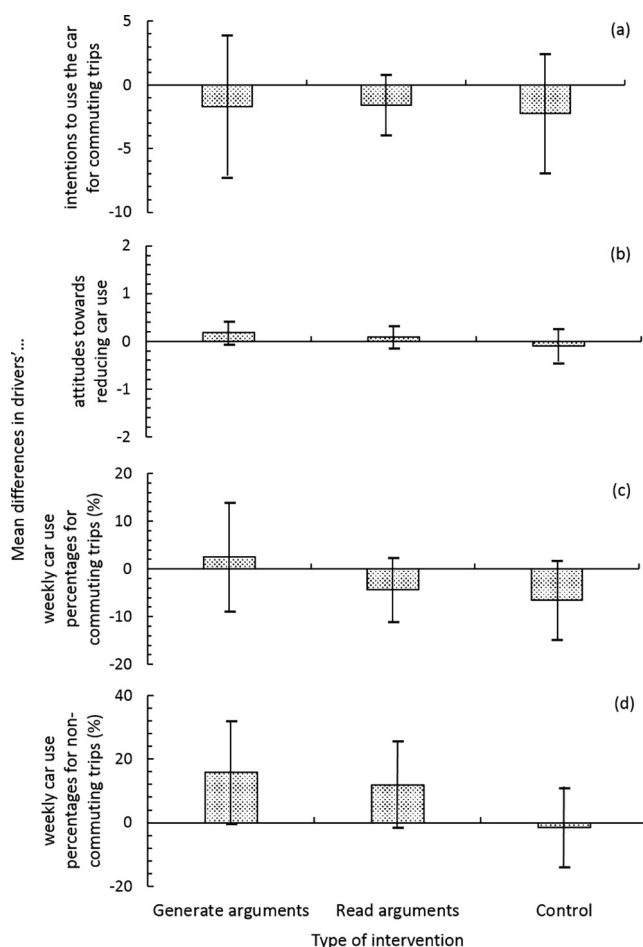 Mean differences in drivers'...
intentions to use the car
for commuting trips
5
0
-5
-10
(a)
attitudes towards
reducing car use
2
1
0
-1
-2
(b)
weekly car use
percentages for
commuting trips (%)
20
10
0
-10
-20
(c)
weekly car use
percentages for non-
commuting trips (%)
40
20
0
-20
(d)
Generate arguments Read arguments Control
Type of intervention